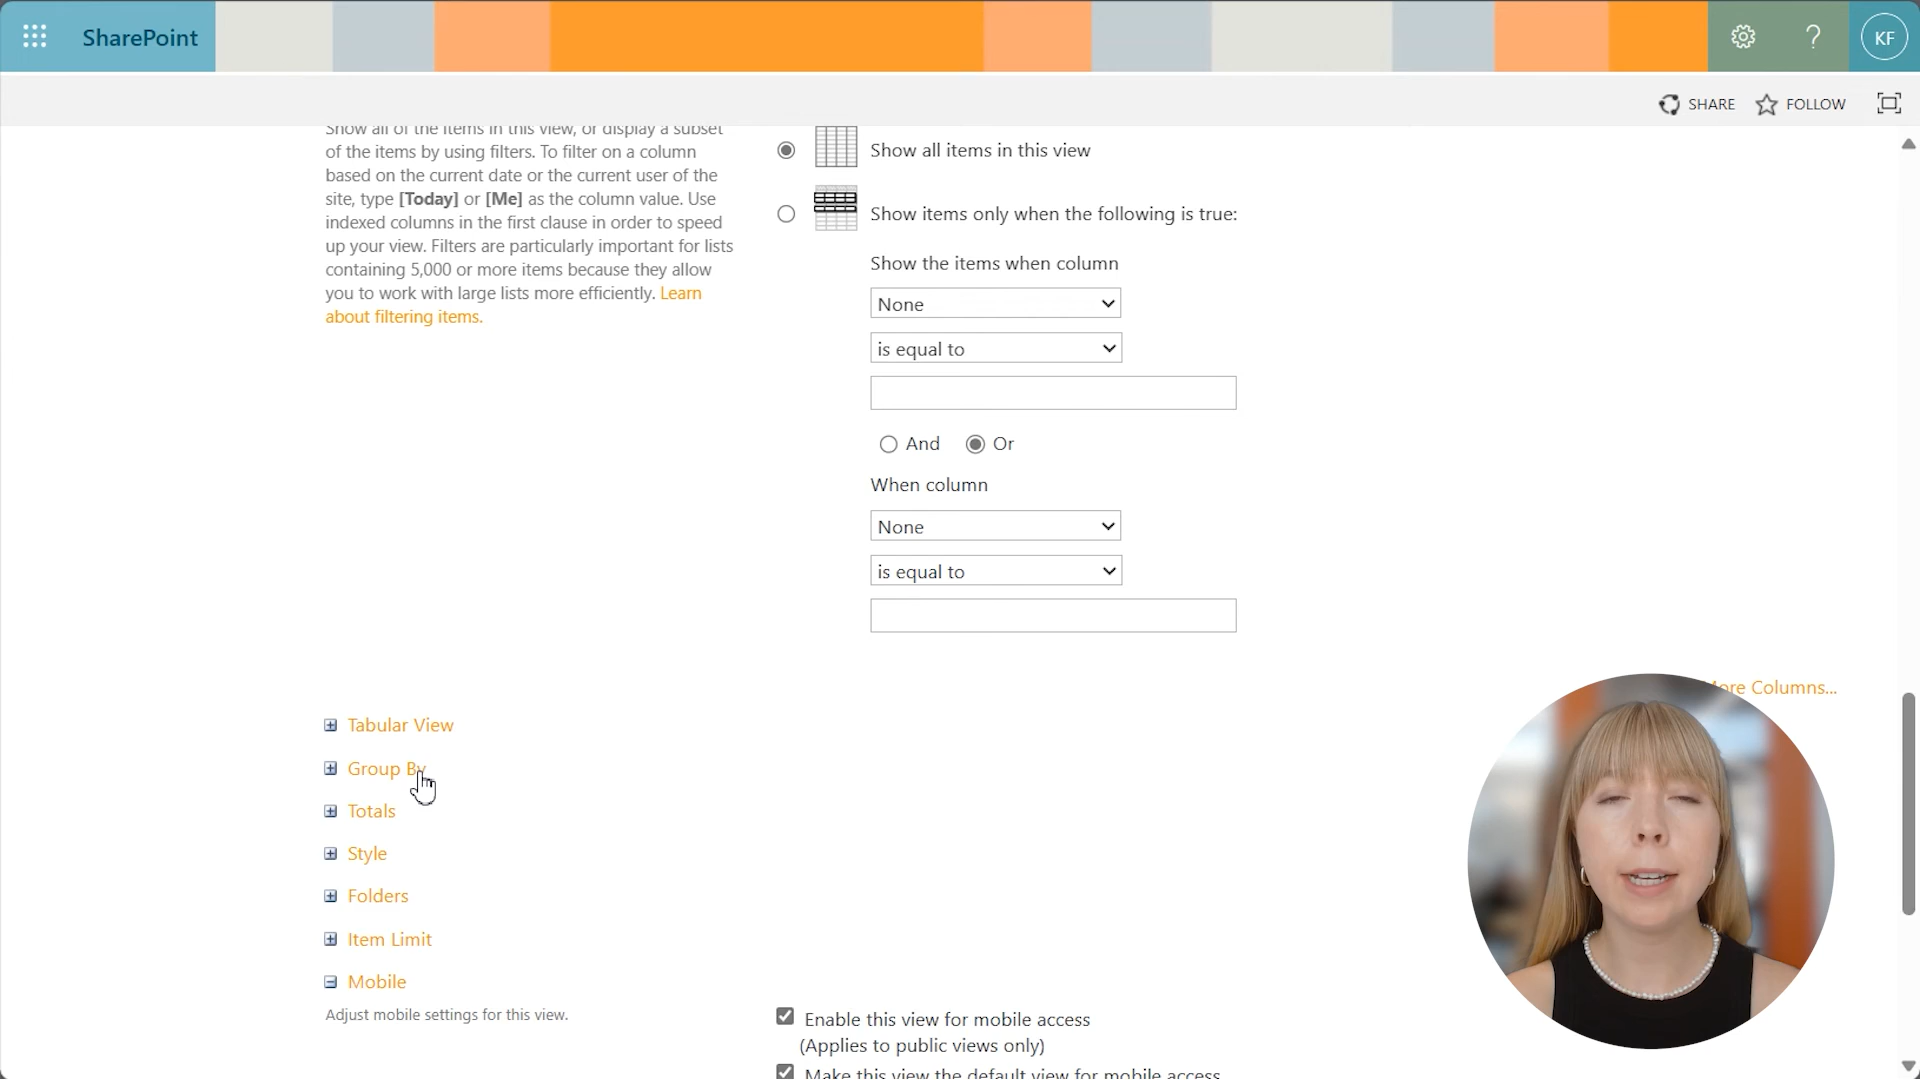 SharePoint
?
KF
SHARE
FOLLOW
Show all of the items in this view, or display a subset
of the items by using filters. To filter on a column
based on the current date or the current user of the
site, type [Today] or [Me] as the column value. Use
indexed columns in the first clause in order to speed
up your view. Filters are particularly important for lists
containing 5,000 or more items because they allow
you to work with large lists more efficiently. Learn
about filtering items.
Show all items in this view
Show items only when the following is true:
Show the items when column
None
is equal to
And Or
When column
None
is equal to
More Columns...
Tabular View
Group By
Totals
Style
Folders
Item Limit
Mobile
Adjust mobile settings for this view.
Enable this view for mobile access
(Applies to public views only)
Make this view the default view for mobile access